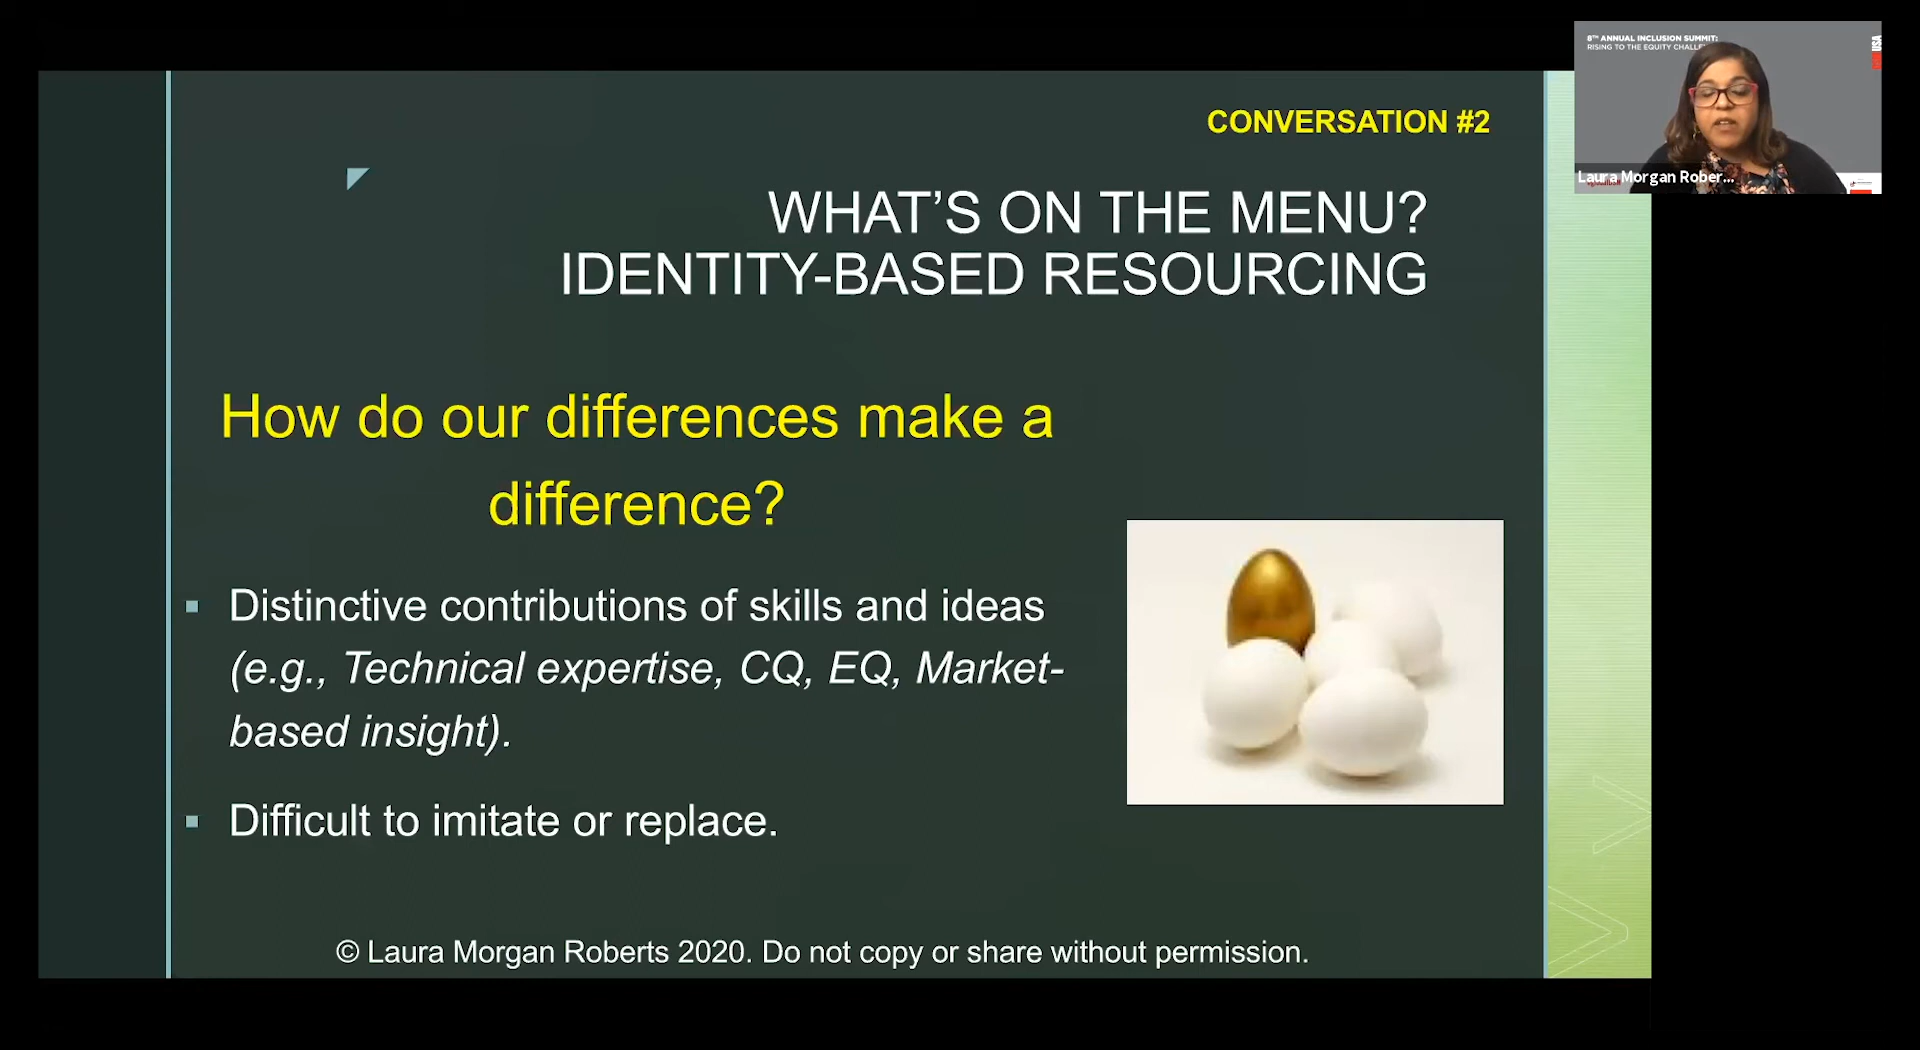 CONVERSATION #2
WHAT’S ON THE MENU?
IDENTITY-BASED RESOURCING
How do our differences make a
difference?
Distinctive contributions of skills and ideas
(e.g., Technical expertise, CQ, EQ, Market-
based insight).
Difficult to imitate or replace.
© Laura Morgan Roberts 2020. Do not copy or share without permission.
8TH ANNUAL INCLUSION SUMMIT:
RISING TO THE EQUITY
USA
Laura Morgan Rober...